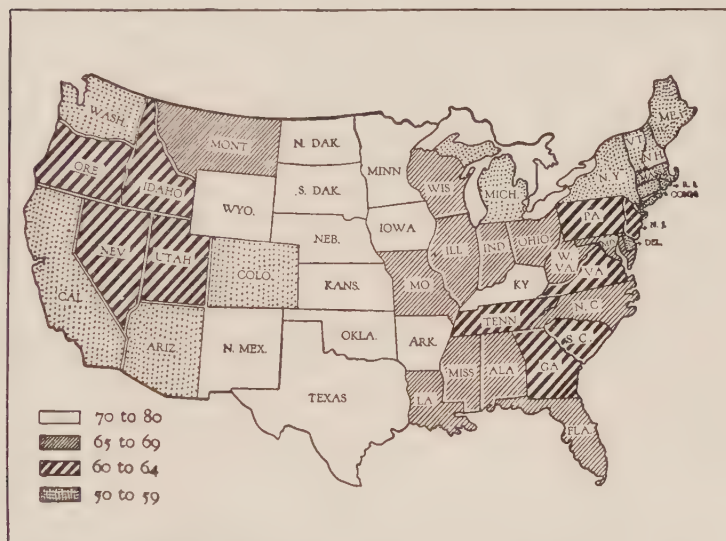 WASH.
ORE
CAL
NEV
IDAHO
MONT
WYO.
UTAH
COLO.
ARIZ.
N. MEX.
N. DAK.
S. DAK.
NEB.
KANS.
OKLA.
TEXAS
MINN
IOWA
MO
ARK.
LA
WIS
ILL
MICH.
IND
OHIO
KY
TENN
MISS
ALA
GA
FLA.
S. C.
N. C.
VA
W.
VA.
PA
N.Y.
VT.
N.H.
ME.
R. I.
CONN
N. J.
DEL.
70 to 80
65 to 69
60 to 64
50 to 59